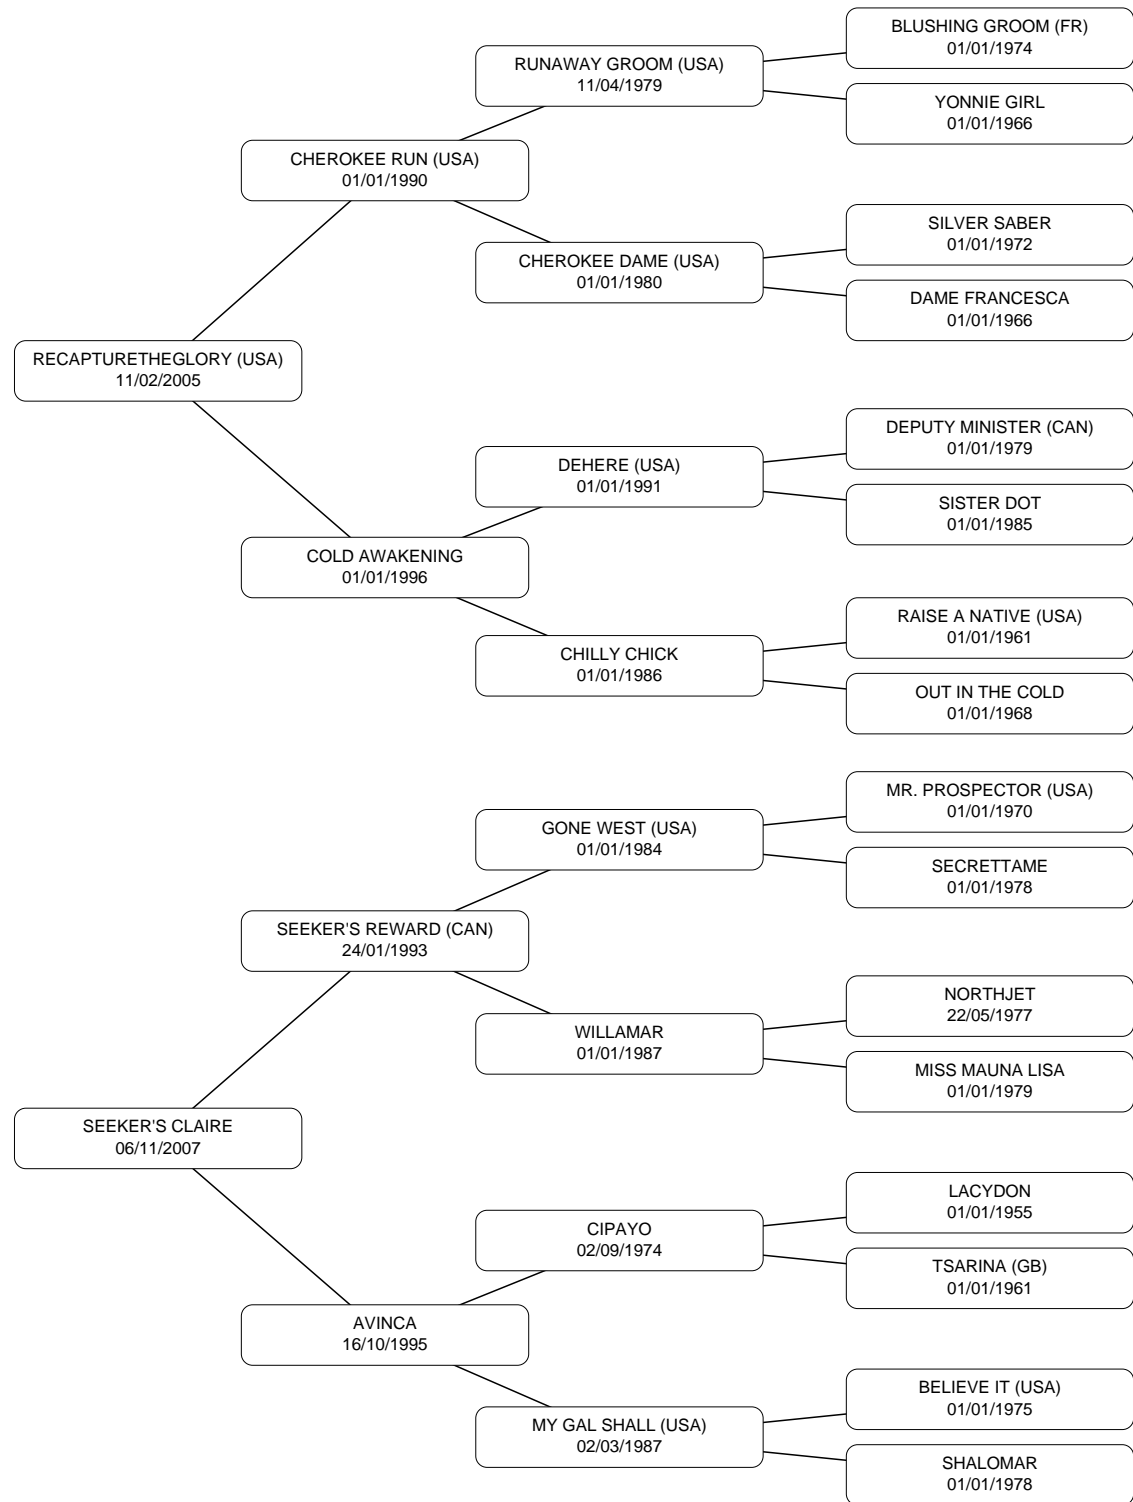 BLUSHING GROOM (FR)
01/01/1974
RUNAWAY GROOM (USA)
11/04/1979
YONNIE GIRL
01/01/1966
CHEROKEE RUN (USA)
01/01/1990
SILVER SABER
01/01/1972
CHEROKEE DAME (USA)
01/01/1980
DAME FRANCESCA
01/01/1966
RECAPTURETHEGLORY (USA)
11/02/2005
DEPUTY MINISTER (CAN)
01/01/1979
DEHERE (USA)
01/01/1991
SISTER DOT
01/01/1985
COLD AWAKENING
01/01/1996
RAISE A NATIVE (USA)
01/01/1961
CHILLY CHICK
01/01/1986
OUT IN THE COLD
01/01/1968
MR. PROSPECTOR (USA)
01/01/1970
GONE WEST (USA)
01/01/1984
SECRETTAME
01/01/1978
SEEKER'S REWARD (CAN)
24/01/1993
NORTHJET
22/05/1977
WILLAMAR
01/01/1987
MISS MAUNA LISA
01/01/1979
SEEKER'S CLAIRE
06/11/2007
LACYDON
01/01/1955
CIPAYO
02/09/1974
TSARINA (GB)
01/01/1961
AVINCA
16/10/1995
BELIEVE IT (USA)
01/01/1975
MY GAL SHALL (USA)
02/03/1987
SHALOMAR
01/01/1978